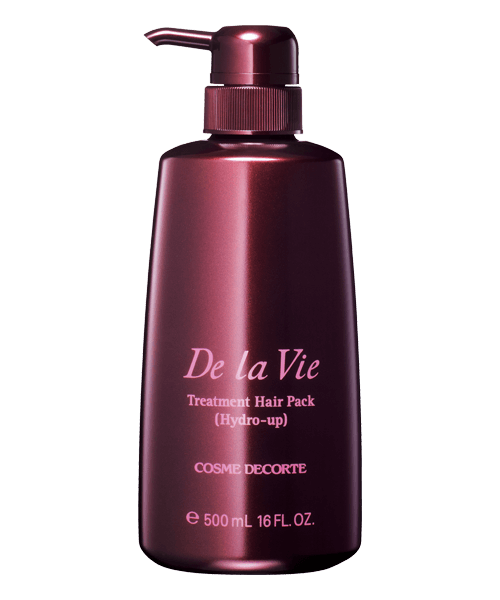 De la Vie
Treatment Hair Pack
(Hydro-up)
COSME DECORTE
℮ 500 mL 16 FL. OZ.